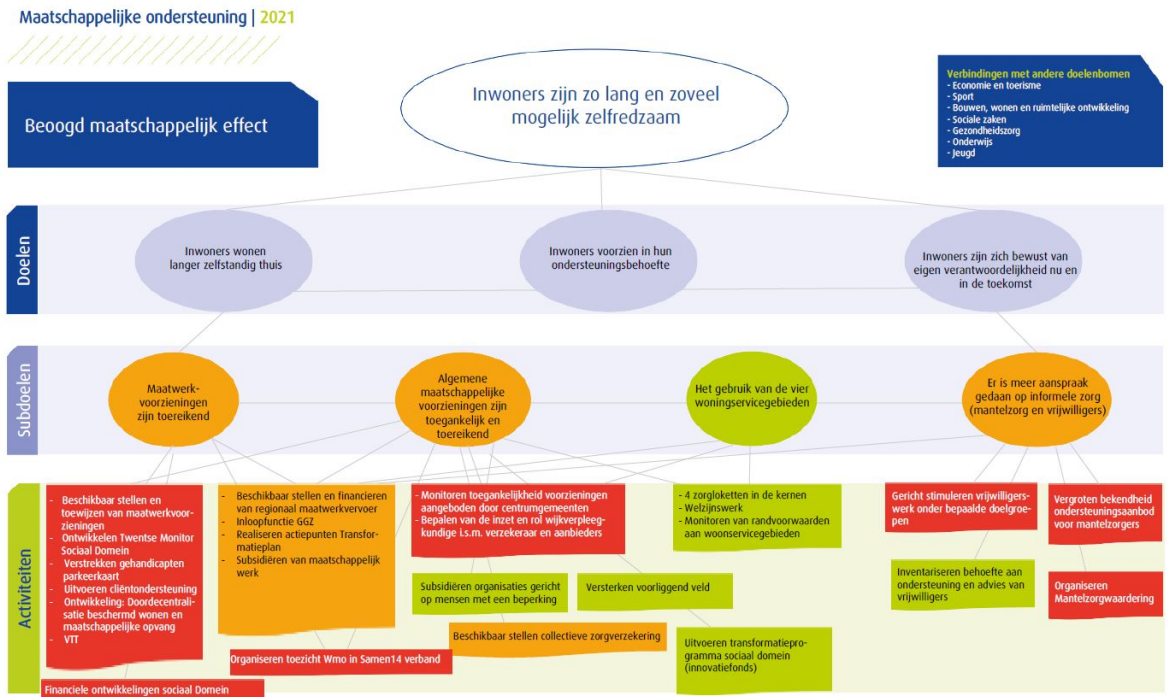 Maatschappelijke ondersteuning | 2021
Beoogd maatschappelijk effect
Inwoners zijn zo lang en zoveel
mogelijk zelfredzaam
Verbindingen met andere doelenbomen
- Economie en toerisme
- Sport
- Bouwen, wonen en ruimtelijke ontwikkeling
- Sociale zaken
- Gezondheidszorg
- Onderwijs
- Jeugd
Doelen
Inwoners wonen
langer zelfstandig thuis
Inwoners voorzien in hun
ondersteuningsbehoefte
Inwoners zijn zich bewust van
eigen verantwoordelijkheid nu en
in de toekomst
Subdoelen
Maatwerk-
voorzieningen
zijn toereikend
Algemene
maatschappelijke
voorzieningen zijn
toegankelijk en
toereikend
Het gebruik van de vier
woningservicegebieden
Er is meer aanspraak
gedaan op informele zorg
(mantelzorg en vrijwilligers)
Activiteiten
- Beschikbaar stellen en
toewijzen van maatwerkvoor-
zieningen
- Ontwikkelen Twentse Monitor
Sociaal Domein
- Verstrekken gehandicapten
parkeerkaart
- Uitvoeren cliëntondersteuning
- Ontwikkeling: Doordecentrali-
satie beschermd wonen en
maatschappelijke opvang
- VTT
Financiele ontwikkelingen sociaal Domein
- Beschikbaar stellen en financieren
van regionaal maatwerkvervoer
- Inloopfunctie GGZ
- Realiseren actiepunten Transfor-
matieplan
- Subsidiëren van maatschappelijk
werk
Organiseren toezicht Wmo in Samen14 verband
- Monitoren toegankelijkheid voorzieningen
aangeboden door centrumgemeenten
- Bepalen van de inzet en rol wijkverpleeg-
kundige i.s.m. verzekeraar en aanbieders
Subsidiëren organisaties gericht
op mensen met een beperking
Beschikbaar stellen collectieve zorgverzekering
- 4 zorgloketten in de kernen
- Welzijnswerk
- Monitoren van randvoorwaarden
aan woonservicegebieden
Versterken voorliggend veld
Uitvoeren transformatiepro-
gramma sociaal domein
(innovatiefonds)
Gericht stimuleren vrijwilligers-
werk onder bepaalde doelgroe-
pen
Inventariseren behoefte aan
ondersteuning en advies van
vrijwilligers
Vergroten bekendheid
ondersteuningsaanbod
voor mantelzorgers
Organiseren
Mantelzorgwaardering